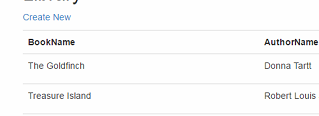 Create New
BookName AuthorName
The Goldfinch Donna Tartt
Treasure Island Robert Louis